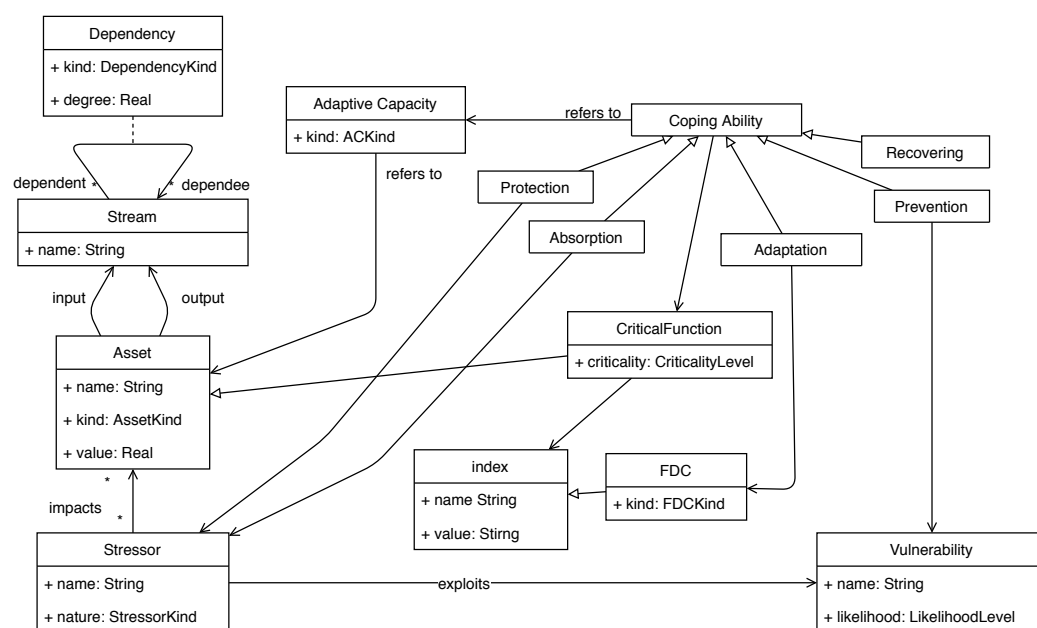 Dependency
+ kind: DependencyKind
+ degree: Real
Adaptive Capacity
+ kind: ACKind
refers to
Coping Ability
Recovering
refers to
dependent
*
*
dependee
Protection
Prevention
Stream
+ name: String
Absorption
Adaptation
input
output
CriticalFunction
+ criticality: CriticalityLevel
Asset
+ name: String
+ kind: AssetKind
+ value: Real
index
+ name String
+ value: Stirng
FDC
+ kind: FDCKind
*
impacts
*
Stressor
+ name: String
+ nature: StressorKind
exploits
Vulnerability
+ name: String
+ likelihood: LikelihoodLevel